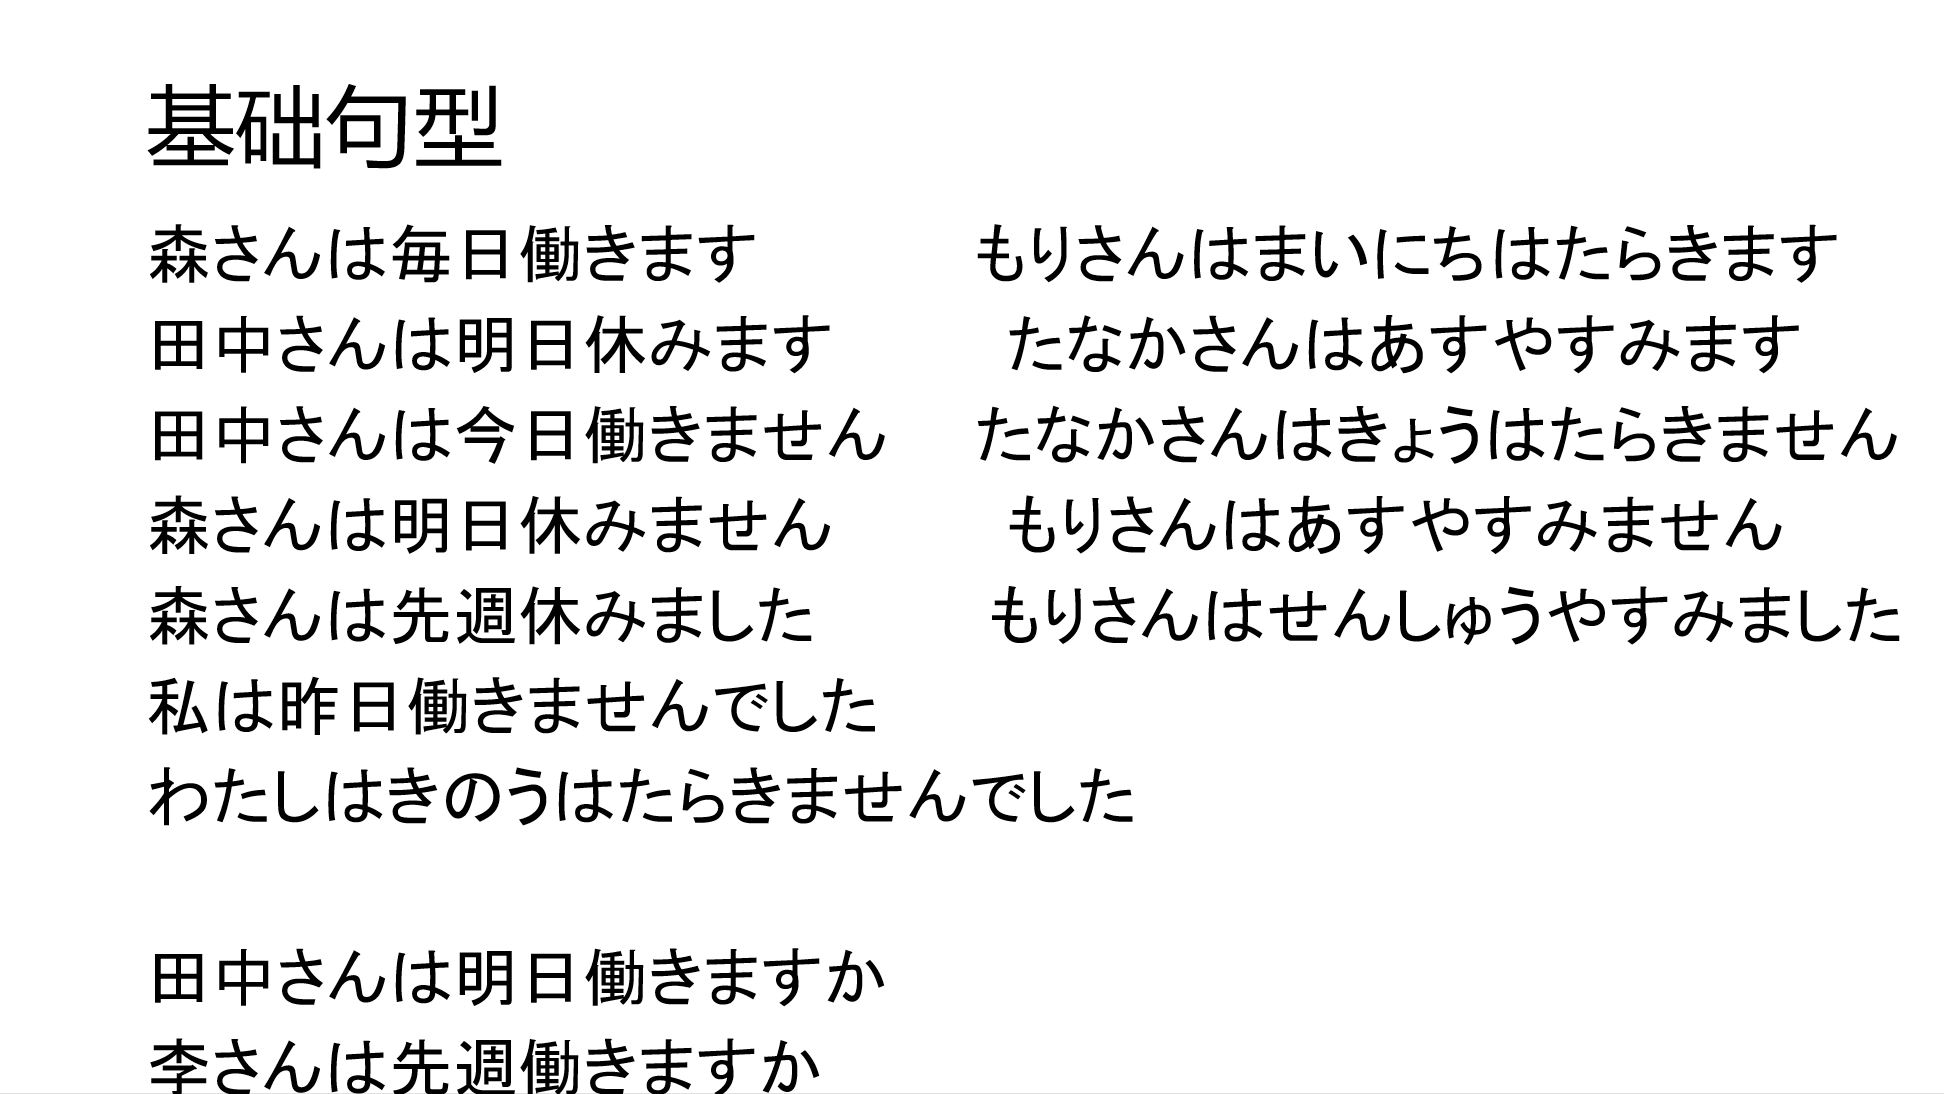 基础句型
森さんは毎日働きます　もりさんはまいにちはたらきます
田中さんは明日休みます　たなかさんはあすやすみます
田中さんは今日働きません　たなかさんはきょうはたらきません
森さんは明日休みません　もりさんはあすやすみません
森さんは先週休みました　もりさんはせんしゅうやすみました
私は昨日働きませんでした
わたしはきのうはたらきませんでした
田中さんは明日働きますか
李さんは先週働きますか